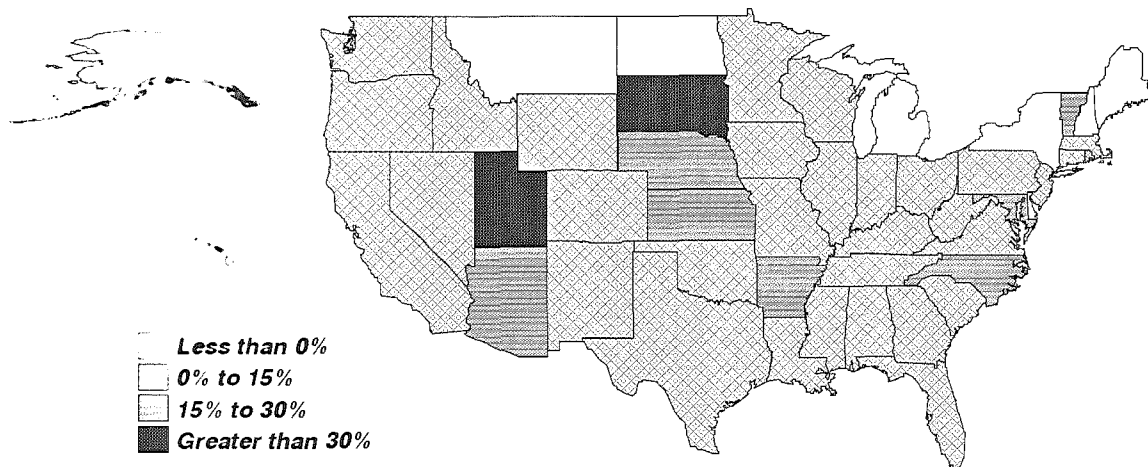 Less than 0%
0% to 15%
15% to 30%
Greater than 30%